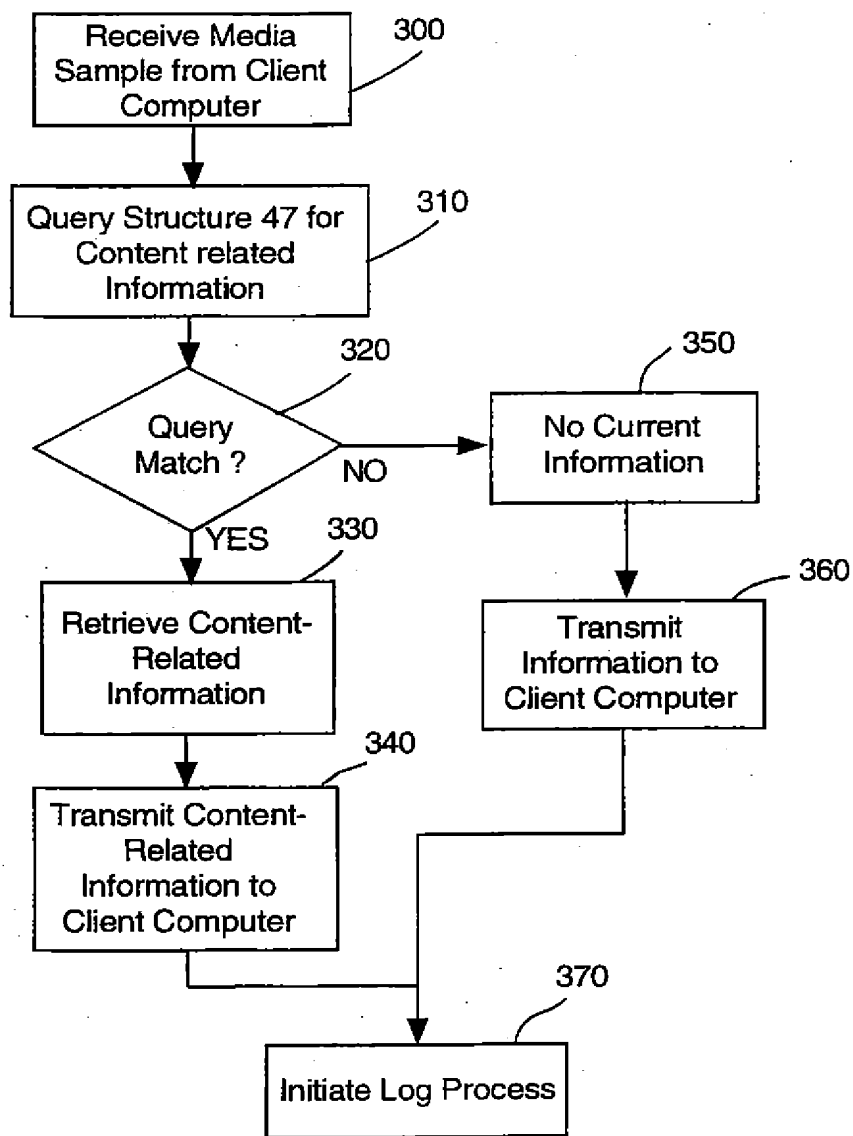 Receive Media
Sample from Client
Computer
300
Query Structure 47 for
Content related
Information
310
Query
Match ?
320
NO
YES
350
No Current
Information
330
Retrieve Content-
Related
Information
360
Transmit
Information to
Client Computer
340
Transmit Content-
Related
Information to
Client Computer
370
Initiate Log Process